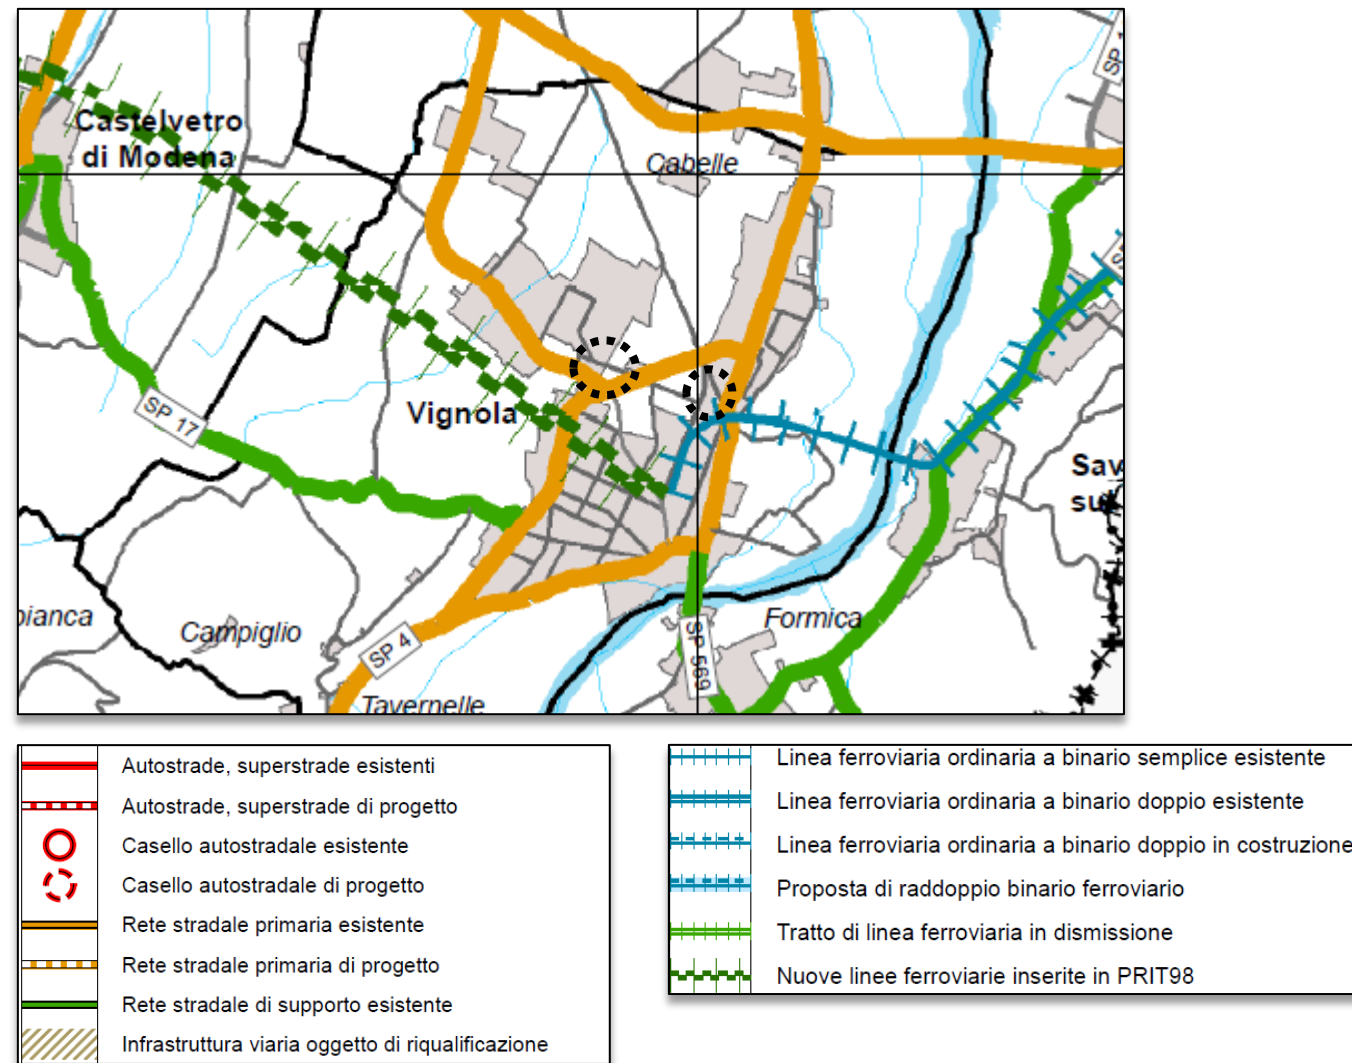 SP 1
Castelvetro
di Modena
Cabelle
SP 17
Vignola
Sav
su
pianca
Campiglio
SP 4
Tavernelle
SP 569
Formica
Autostrade, superstrade esistenti
Autostrade, superstrade di progetto
Casello autostradale esistente
Casello autostradale di progetto
Rete stradale primaria esistente
Rete stradale primaria di progetto
Rete stradale di supporto esistente
Infrastruttura viaria oggetto di riqualificazione
Linea ferroviaria ordinaria a binario semplice esistente
Linea ferroviaria ordinaria a binario doppio esistente
Linea ferroviaria ordinaria a binario doppio in costruzione
Proposta di raddoppio binario ferroviario
Tratto di linea ferroviaria in dismissione
Nuove linee ferroviarie inserite in PRIT98